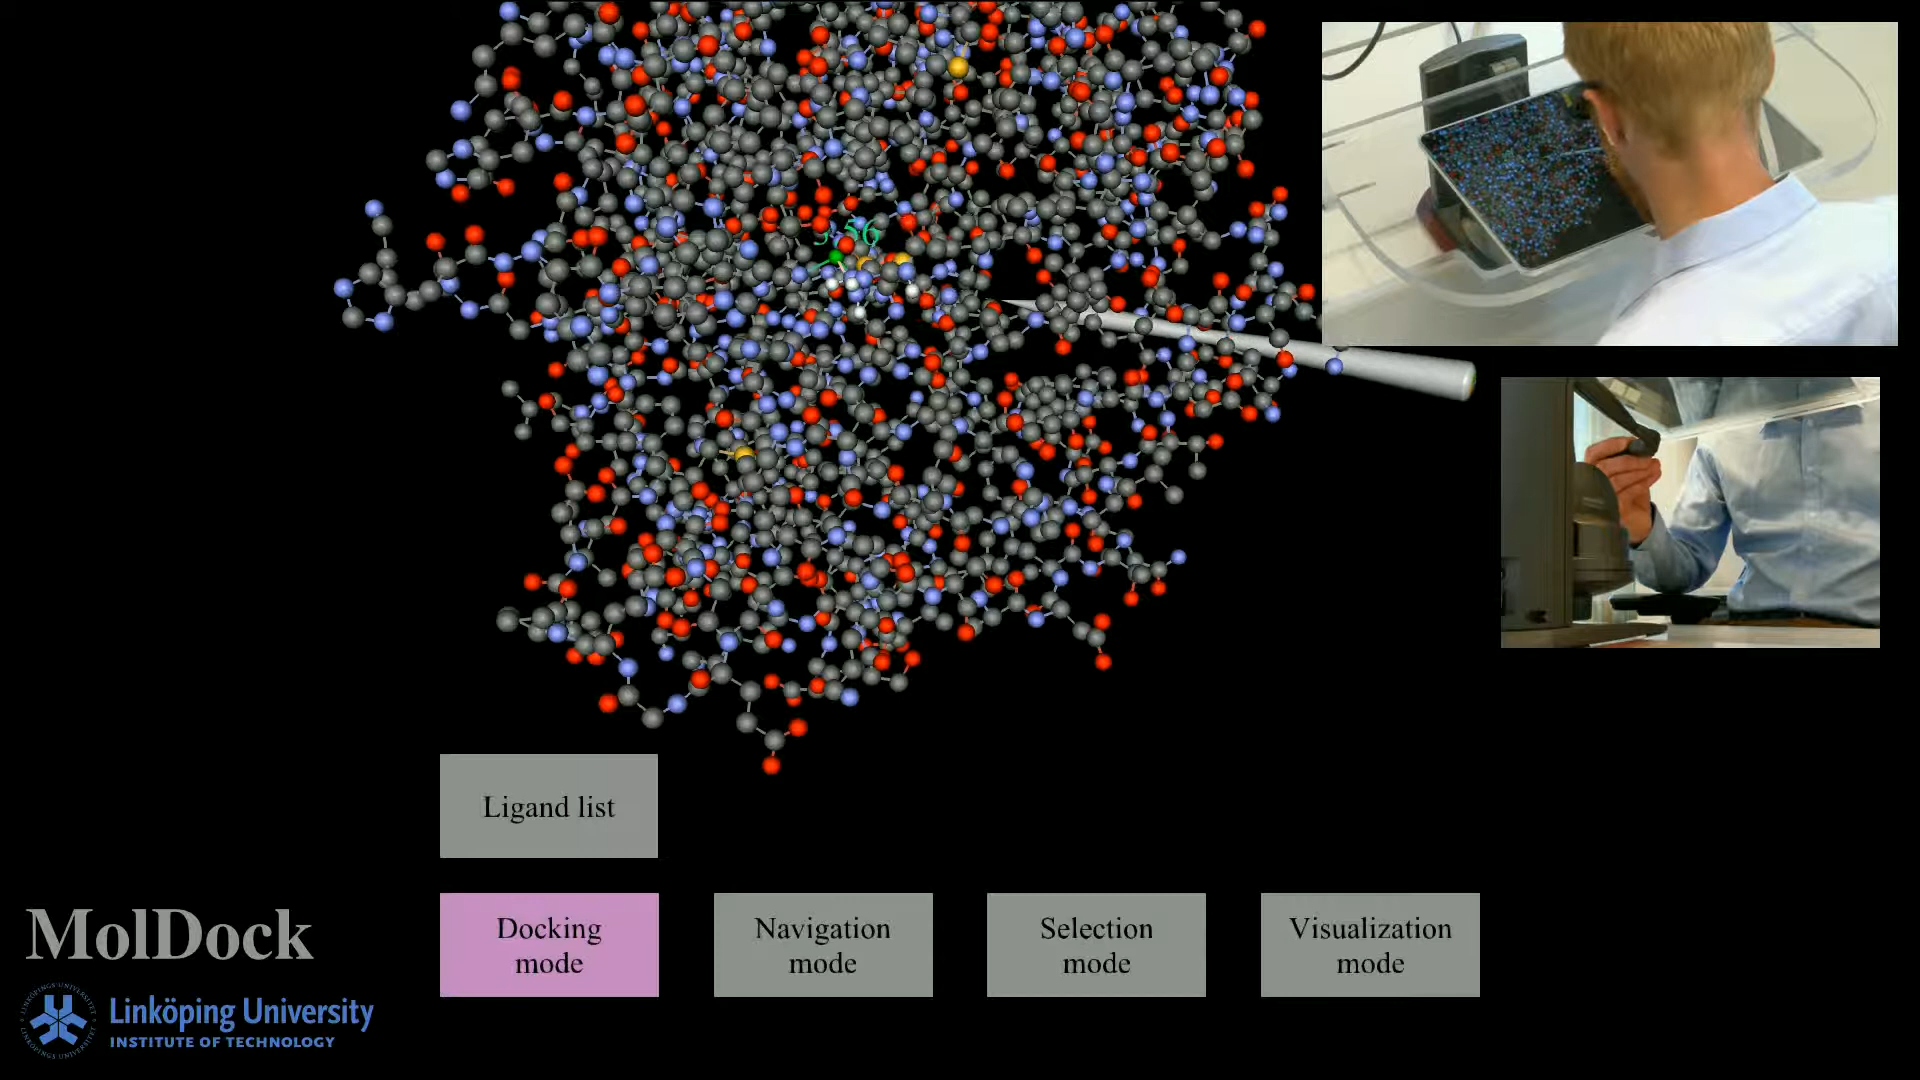 Ligand list
Docking
mode
Navigation
mode
Selection
mode
Visualization
mode
MolDock
Linköping University
INSTITUTE OF TECHNOLOGY